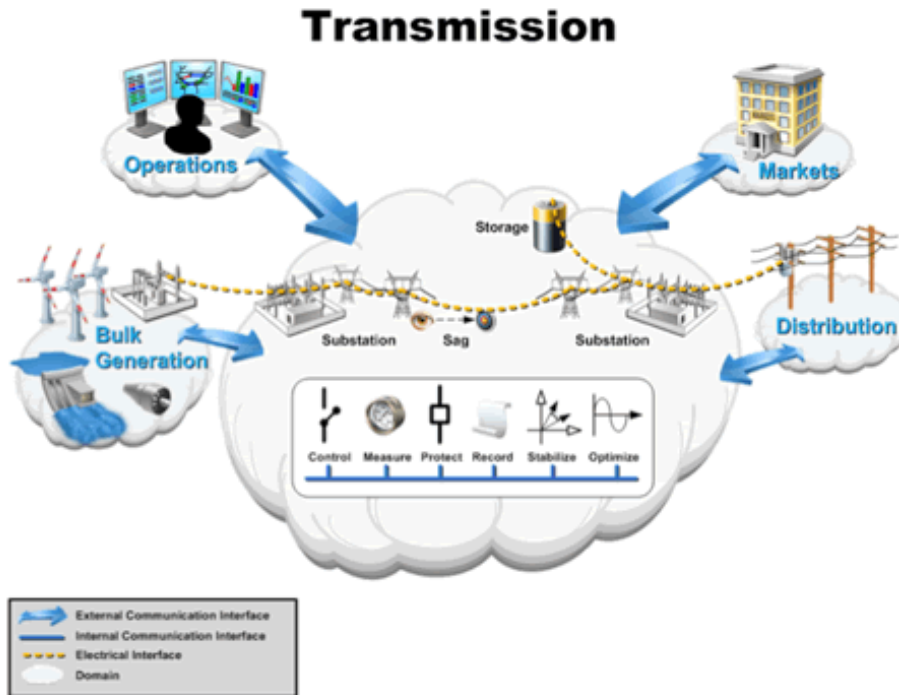 Transmission
Operations
Markets
Storage
Bulk
Generation
Substation
Sag
Substation
Distribution
Control
Measure
Protect
Record
Stabilize
Optimize
External Communication Interface
Internal Communication Interface
Electrical Interface
Domain